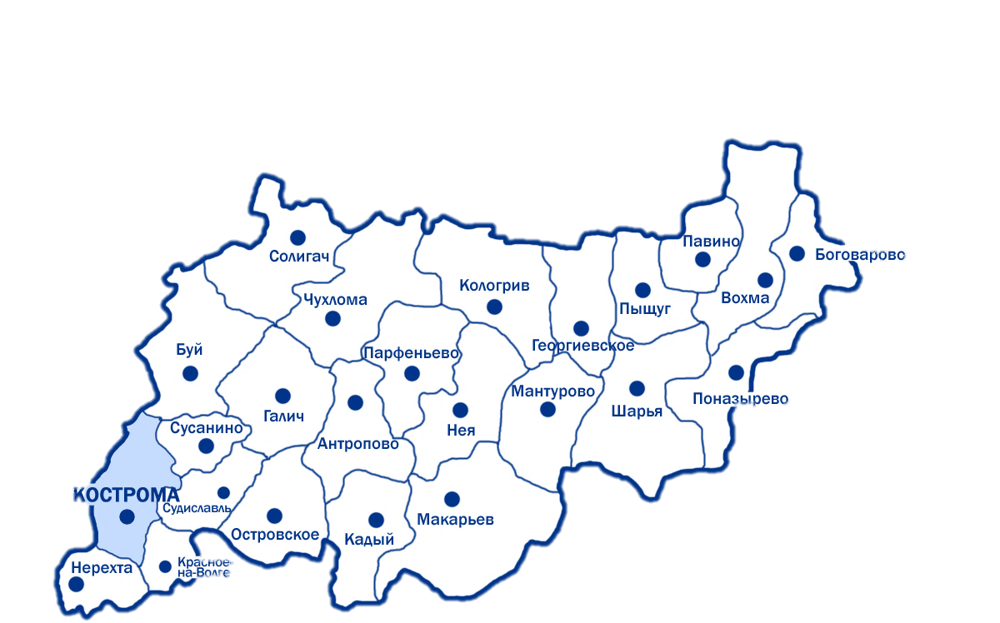 Павино
Солигач
Боговарово
Кологрив
Вохма
Чухлома
Пыщуг
Георгиевское
Буй
Парфеньево
Мантурово
Поназырево
Шарья
Галич
Сусанино
Нея
Антропово
КОСТРОМА
Судиславль
Макарьев
Островское
Кадый
Нерехта
Красное-
на-Волге